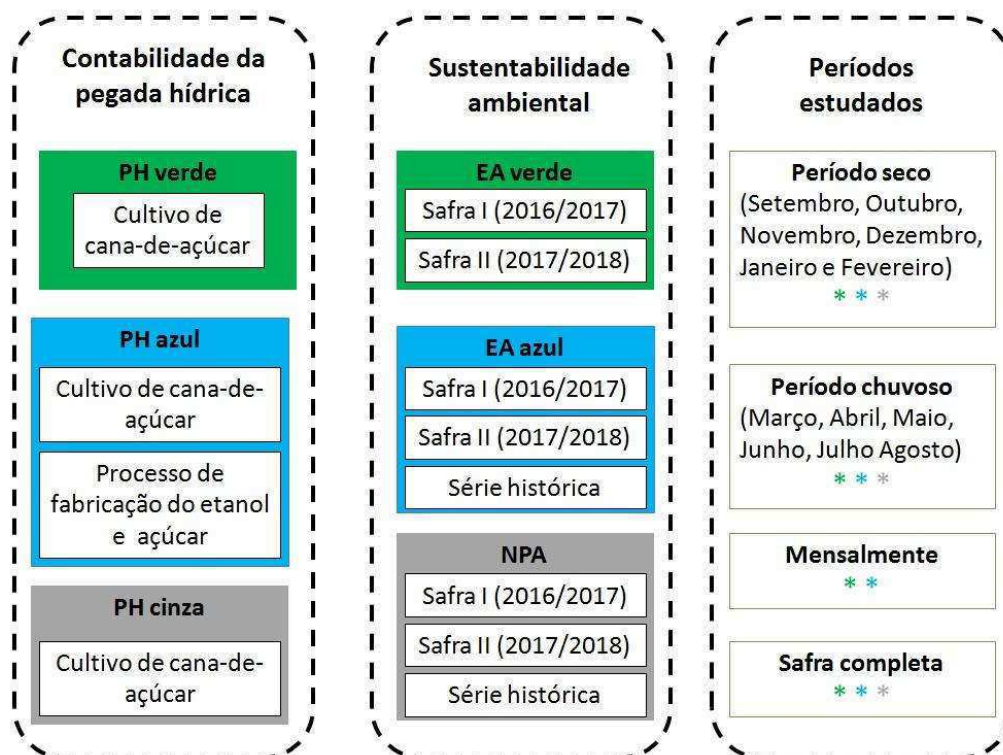 Contabilidade da
pegada hídrica
PH verde
Cultivo de
cana-de-açúcar
PH azul
Cultivo de cana-de-
açúcar
Processo de
fabricação do etanol
e açúcar
PH cinza
Cultivo de cana-de-
açúcar
Sustentabilidade
ambiental
EA verde
Safra I (2016/2017)
Safra II (2017/2018)
EA azul
Safra I (2016/2017)
Safra II (2017/2018)
Série histórica
NPA
Safra I (2016/2017)
Safra II (2017/2018)
Série histórica
Períodos
estudados
Período seco
(Setembro, Outubro,
Novembro, Dezembro,
Janeiro e Fevereiro)
* * *
Período chuvoso
(Março, Abril, Maio,
Junho, Julho Agosto)
* * *
Mensalmente
* *
Safra completa
* * *